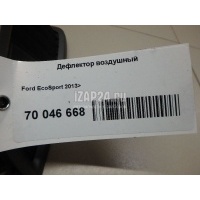 Дефлектор воздушный
Ford EcoSport 2013>
IZAP24.ru
70 046 668